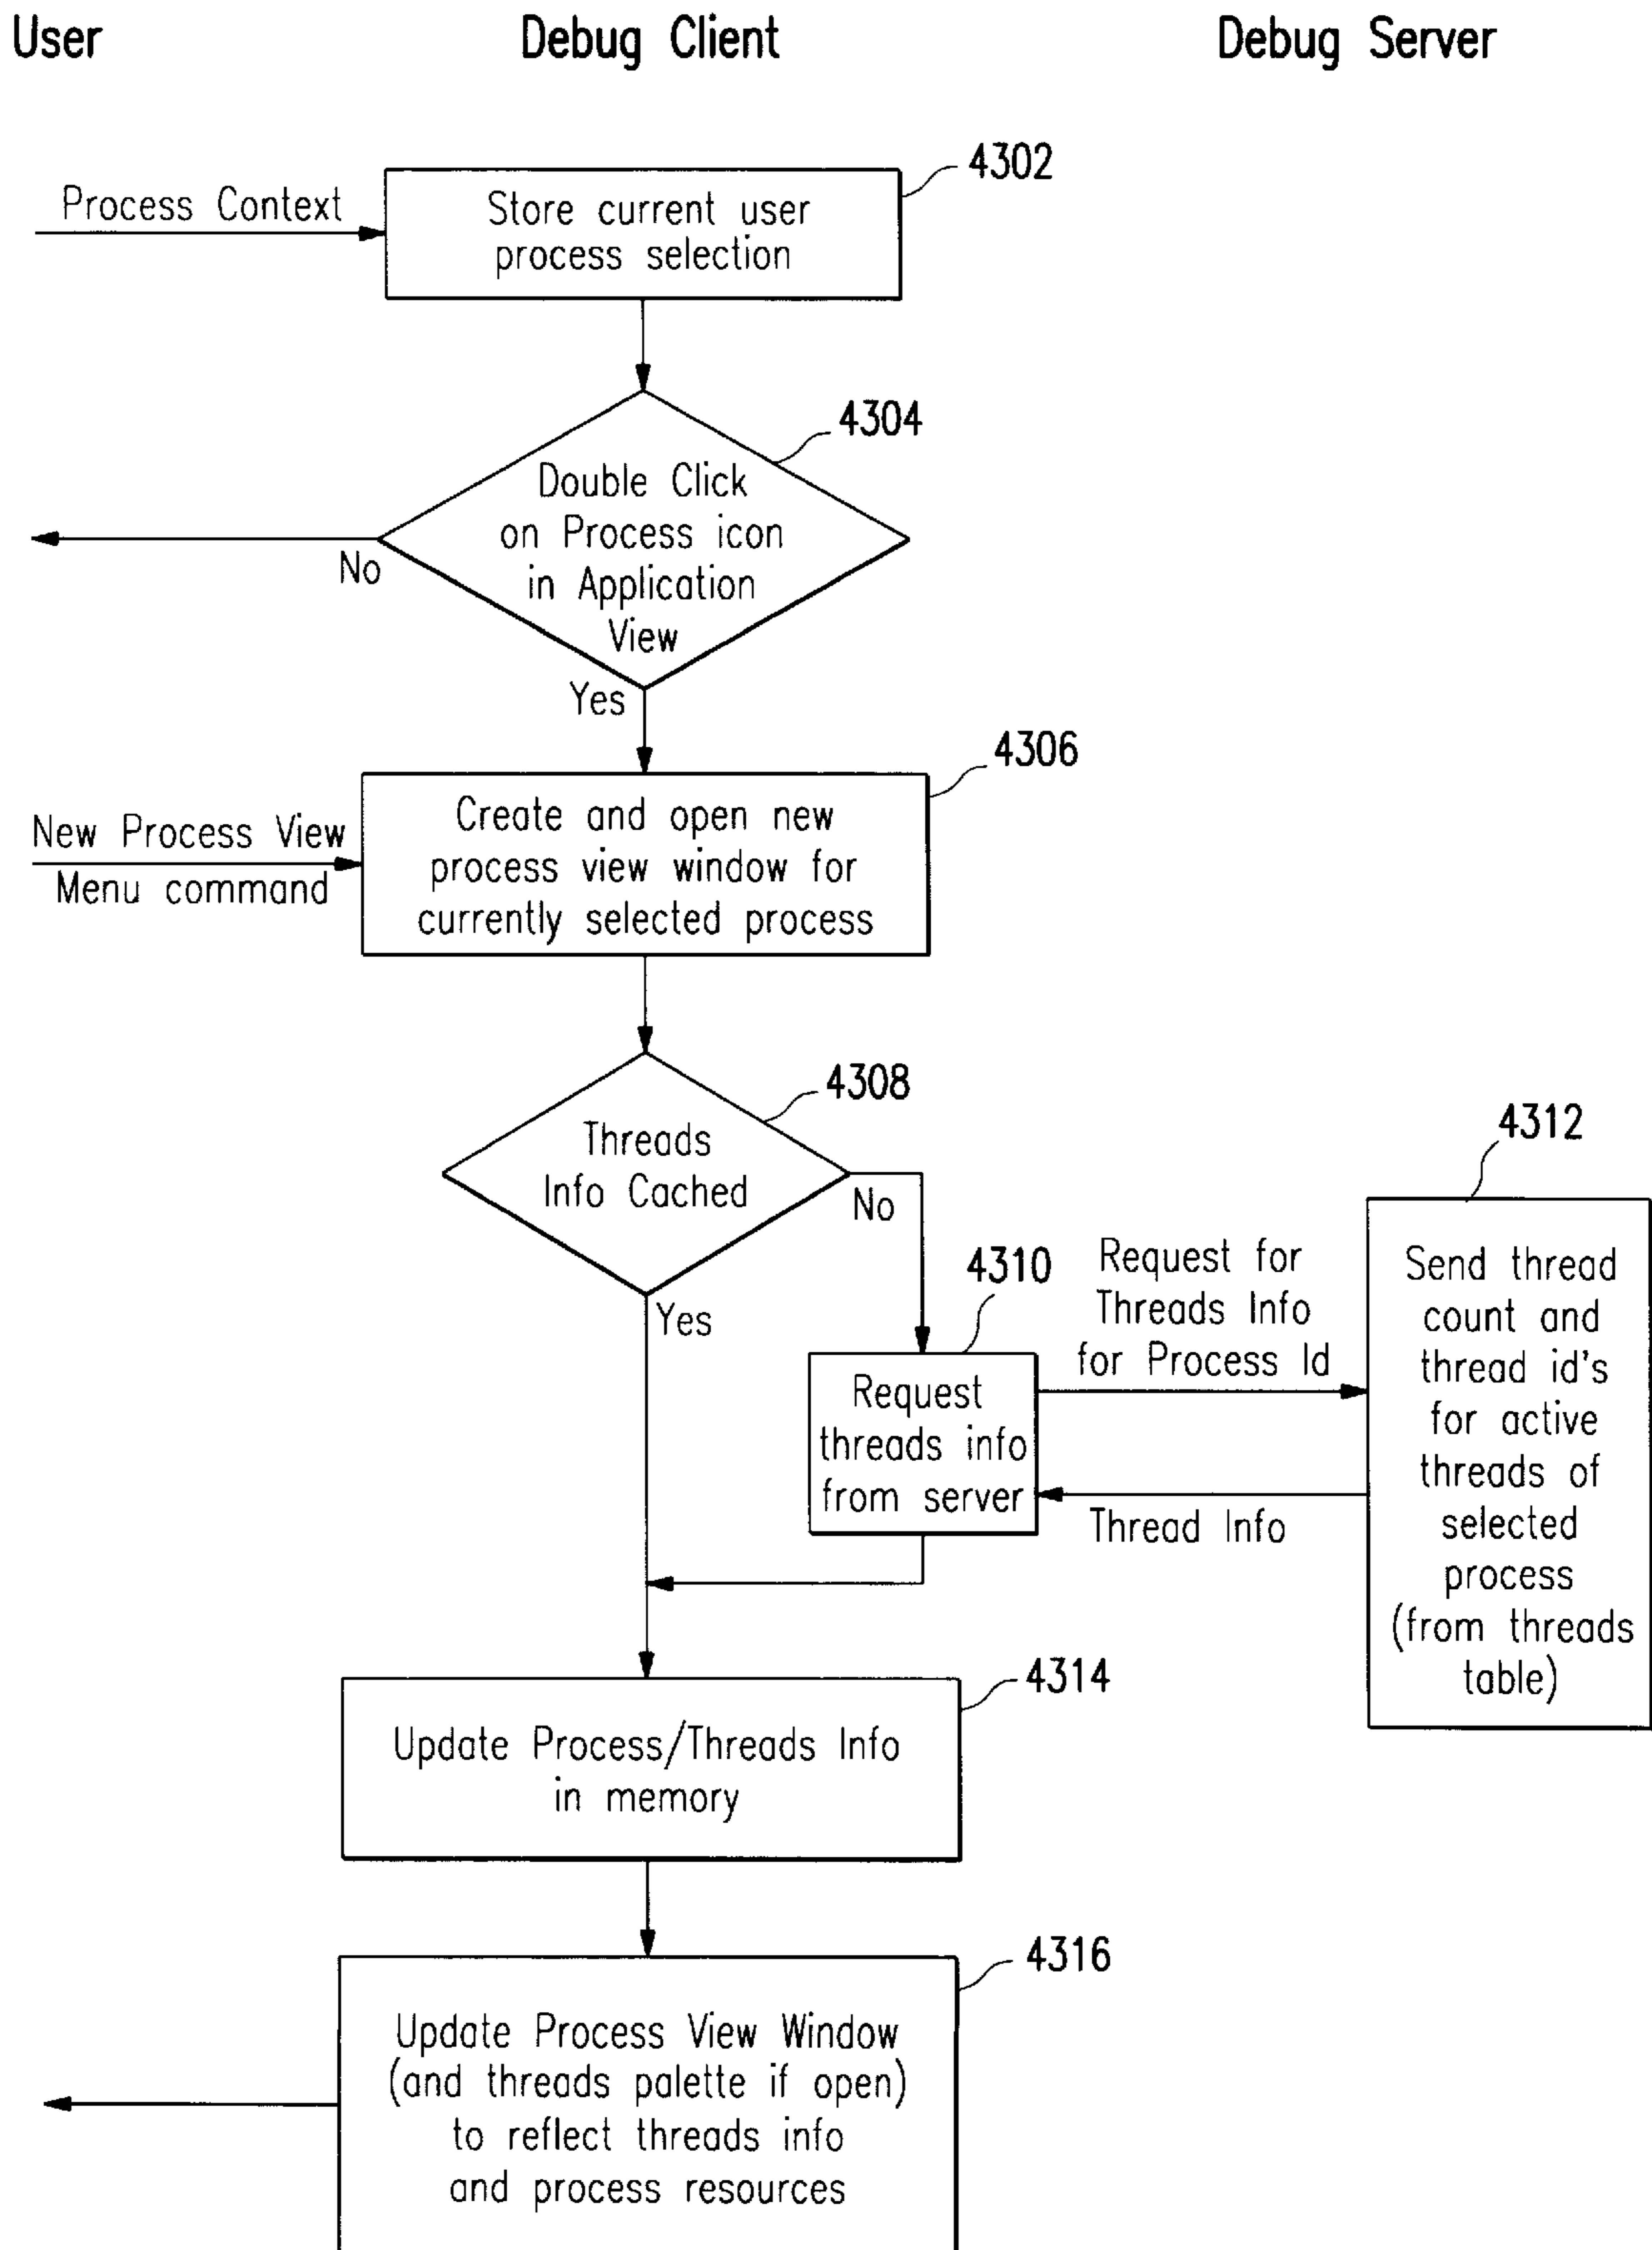 User
Debug Client
Debug Server
4302
Process Context
Store current user
process selection
4304
Double Click
on Process icon
in Application
View
No
Yes
4306
New Process View
Menu command
Create and open new
process view window for
currently selected process
4308
Threads
Info Cached
No
Yes
4310
Request
threads info
from server
Request for
Threads Info
for Process Id
Thread Info
4312
Send thread
count and
thread id's
for active
threads of
selected
process
(from threads
table)
4314
Update Process/Threads Info
in memory
4316
Update Process View Window
(and threads palette if open)
to reflect threads info
and process resources